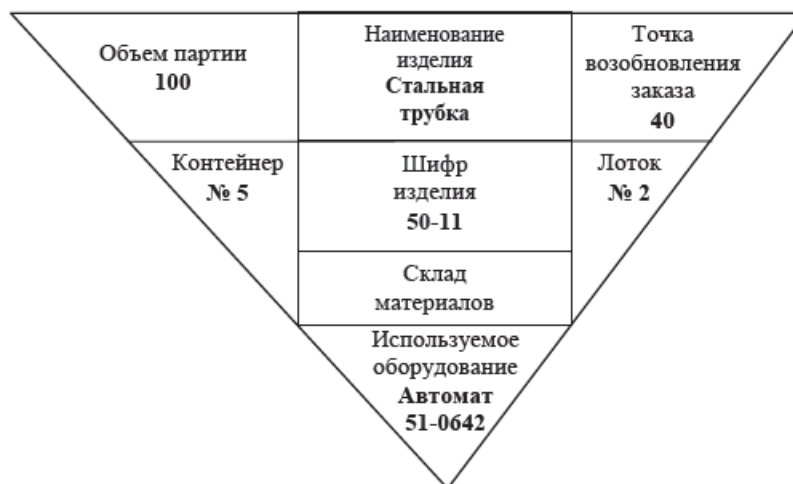 Объем партии
100
Наименование
изделия
Стальная
трубка
Точка
возобновления
заказа
40
Контейнер
№ 5
Шифр
изделия
50-11
Лоток
№ 2
Склад
материалов
Используемое
оборудование
Автомат
51-0642